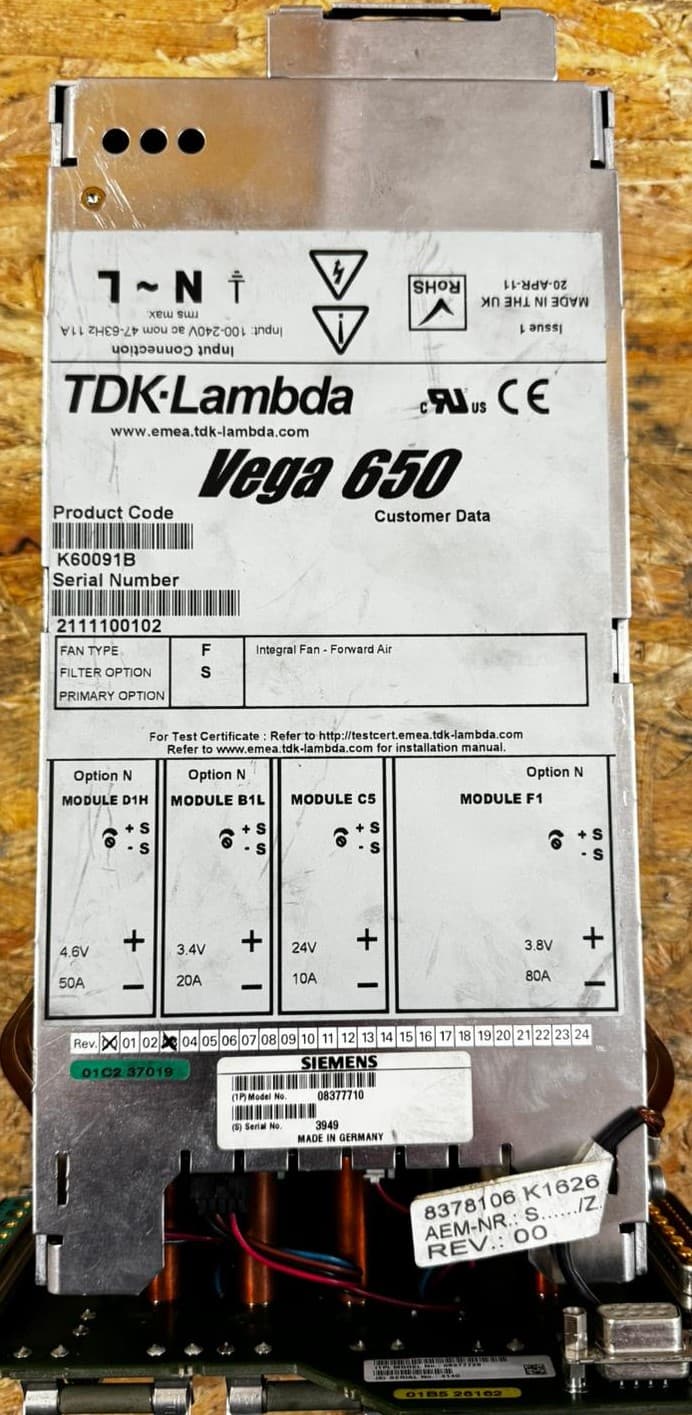 Issue 1
MADE IN THE UK
20-APR-11
RoHS
Input Connection
Input: 100-240V ac nom 47-63Hz 11A
rms max.
N ~ L
TDK·Lambda
c RU us CE
www.emea.tdk-lambda.com
Vega 650
Product Code
Customer Data
K60091B
Serial Number
2111100102
FAN TYPE F Integral Fan - Forward Air
FILTER OPTION S
PRIMARY OPTION
For Test Certificate : Refer to http://testcert.emea.tdk-lambda.com
Refer to www.emea.tdk-lambda.com for installation manual.
Option N
MODULE D1H
+ S
- S
+
4.6V
50A
-
Option N
MODULE B1L
+ S
- S
+
3.4V
20A
-
MODULE C5
+ S
- S
+
24V
10A
-
Option N
MODULE F1
+ S
- S
+
3.8V
80A
-
Rev. 01 02 04 05 06 07 08 09 10 11 12 13 14 15 16 17 18 19 20 21 22 23 24
01C2 37019
SIEMENS
(1P) Model No. 08377710
(S) Serial No. 3949
MADE IN GERMANY
8378106 K1626
AEM-NR.: S....../Z
REV.: 00
01B5 26162